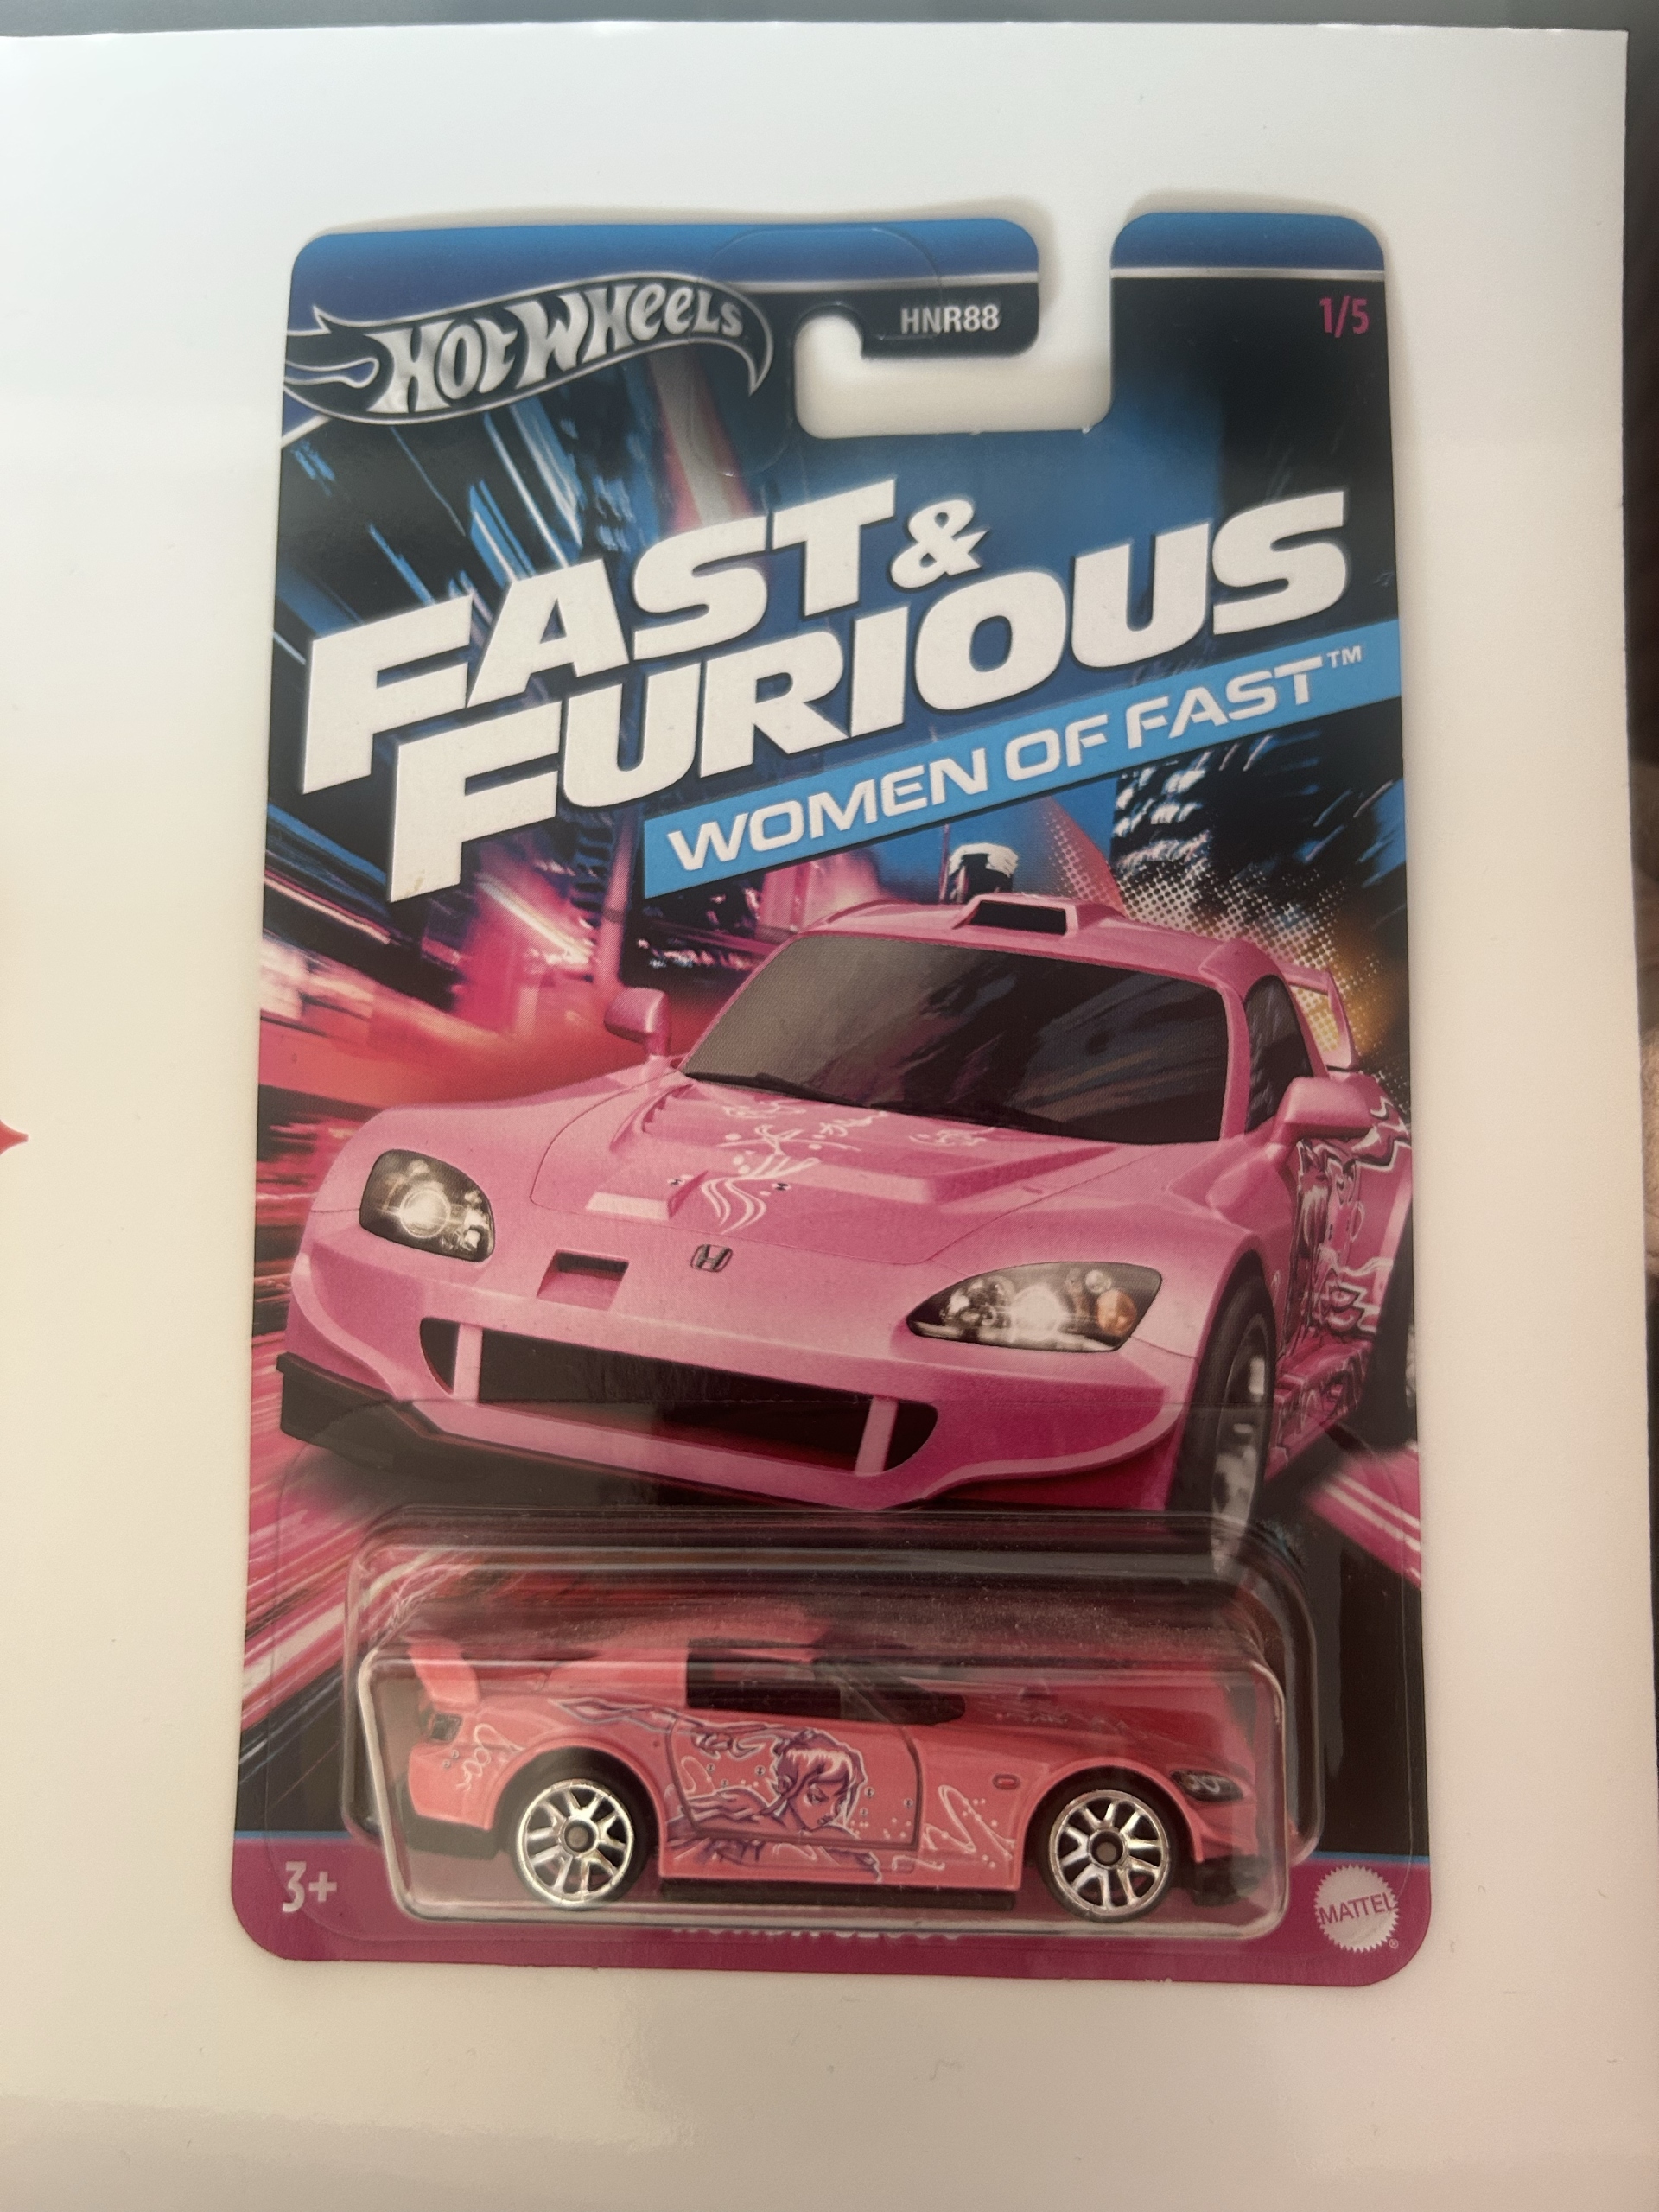 HOT WHEELS
HNR88
1/5
FAST &
FURIOUS
WOMEN OF FAST™
3+
MATTEL®